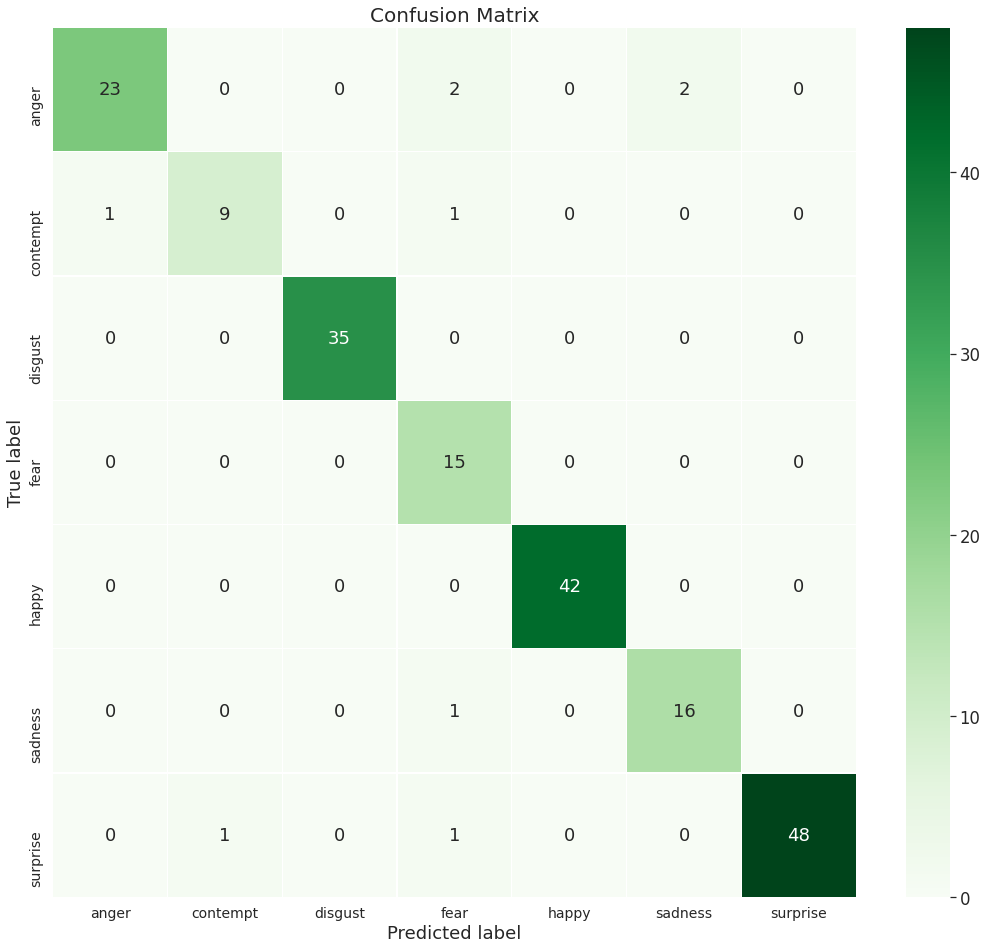 Confusion Matrix
anger 23 0 0 2 0 2 0
contempt 1 9 0 1 0 0 0
disgust 0 0 35 0 0 0 0
fear 0 0 0 15 0 0 0
happy 0 0 0 0 42 0 0
sadness 0 0 0 1 0 16 0
surprise 0 1 0 1 0 0 48
True label
anger contempt disgust fear happy sadness surprise
Predicted label
40
30
20
10
0